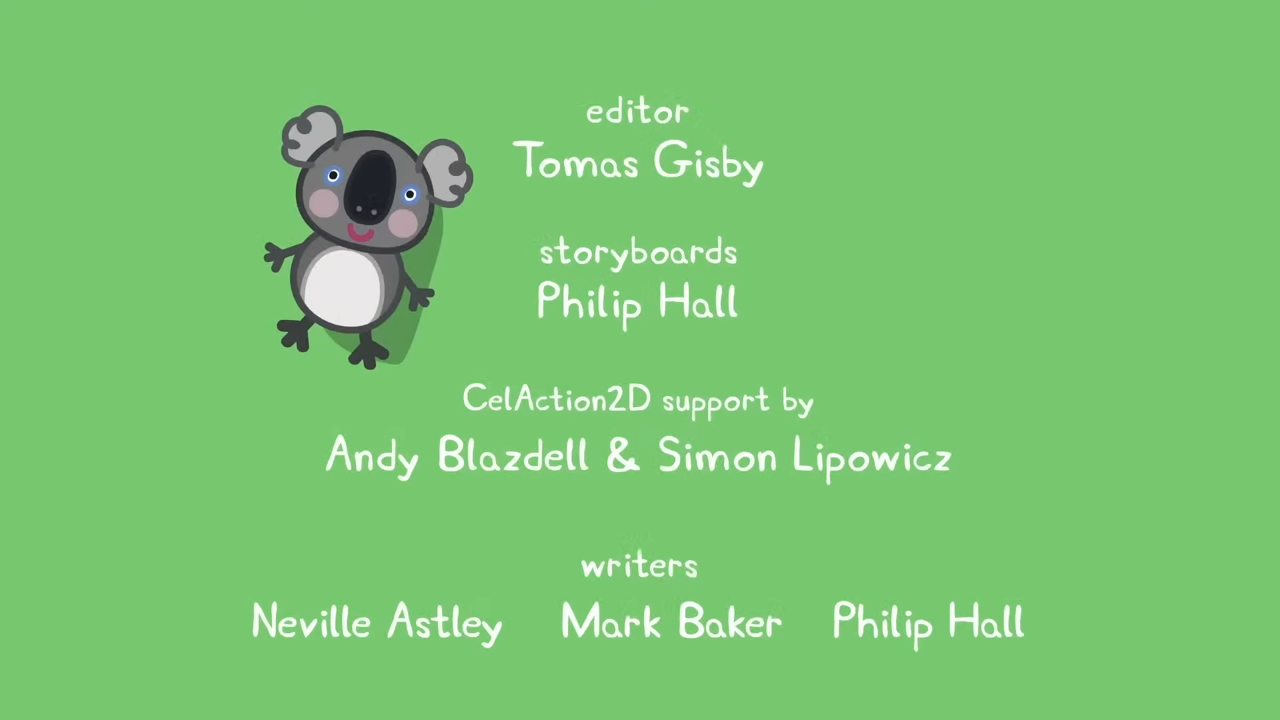 editor
Tomas Gisby
storyboards
Philip Hall
CelAction2D support by
Andy Blazdell & Simon Lipowicz
writers
Neville Astley Mark Baker Philip Hall